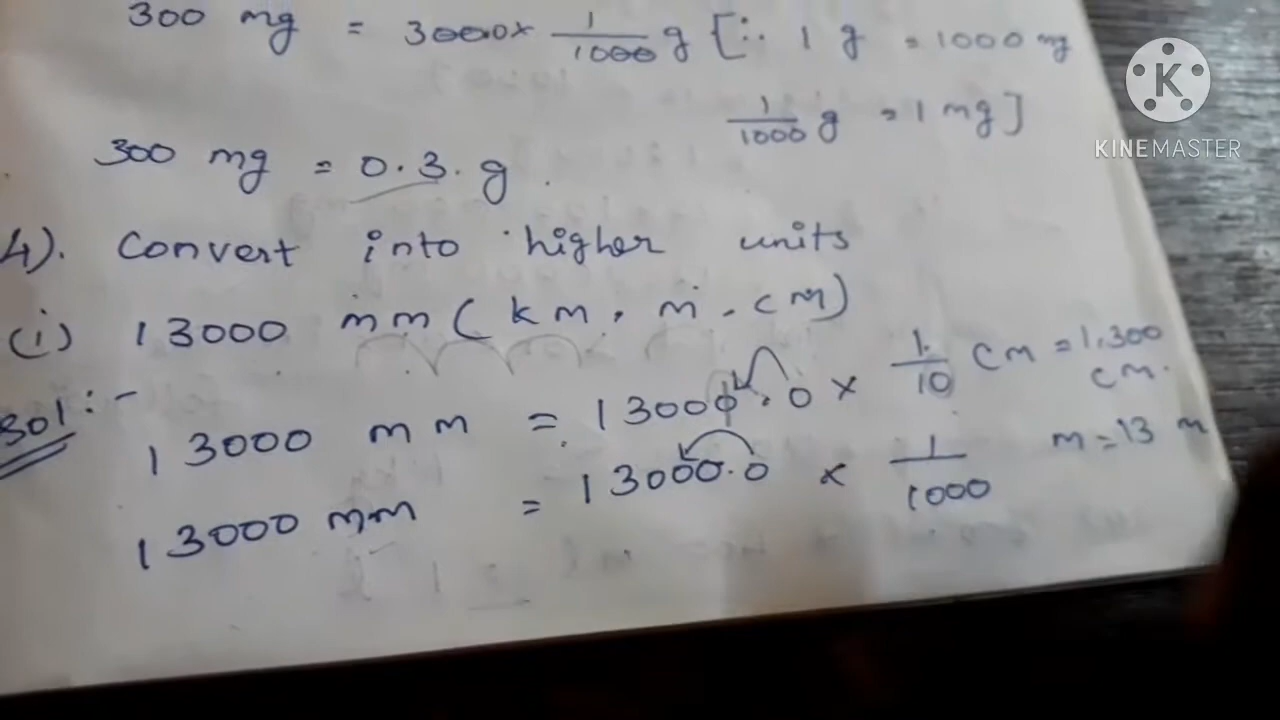 300 mg = 300.0 × 1/1000 g [∵ 1 g = 1000 mg
1/1000 g = 1 mg]
300 mg = 0.3. g.
4). Convert into higher units
(i) 13000 mm (km, m, cm)
Sol:-
13000 mm = 13000.0 × 1/10 cm = 1,300 cm.
13000 mm = 13000.0 × 1/1000 m = 13 m
K
KINEMASTER